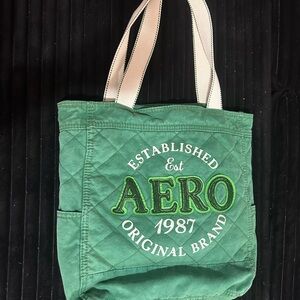 ESTABLISHED
Est
AERO
1987
ORIGINAL BRAND